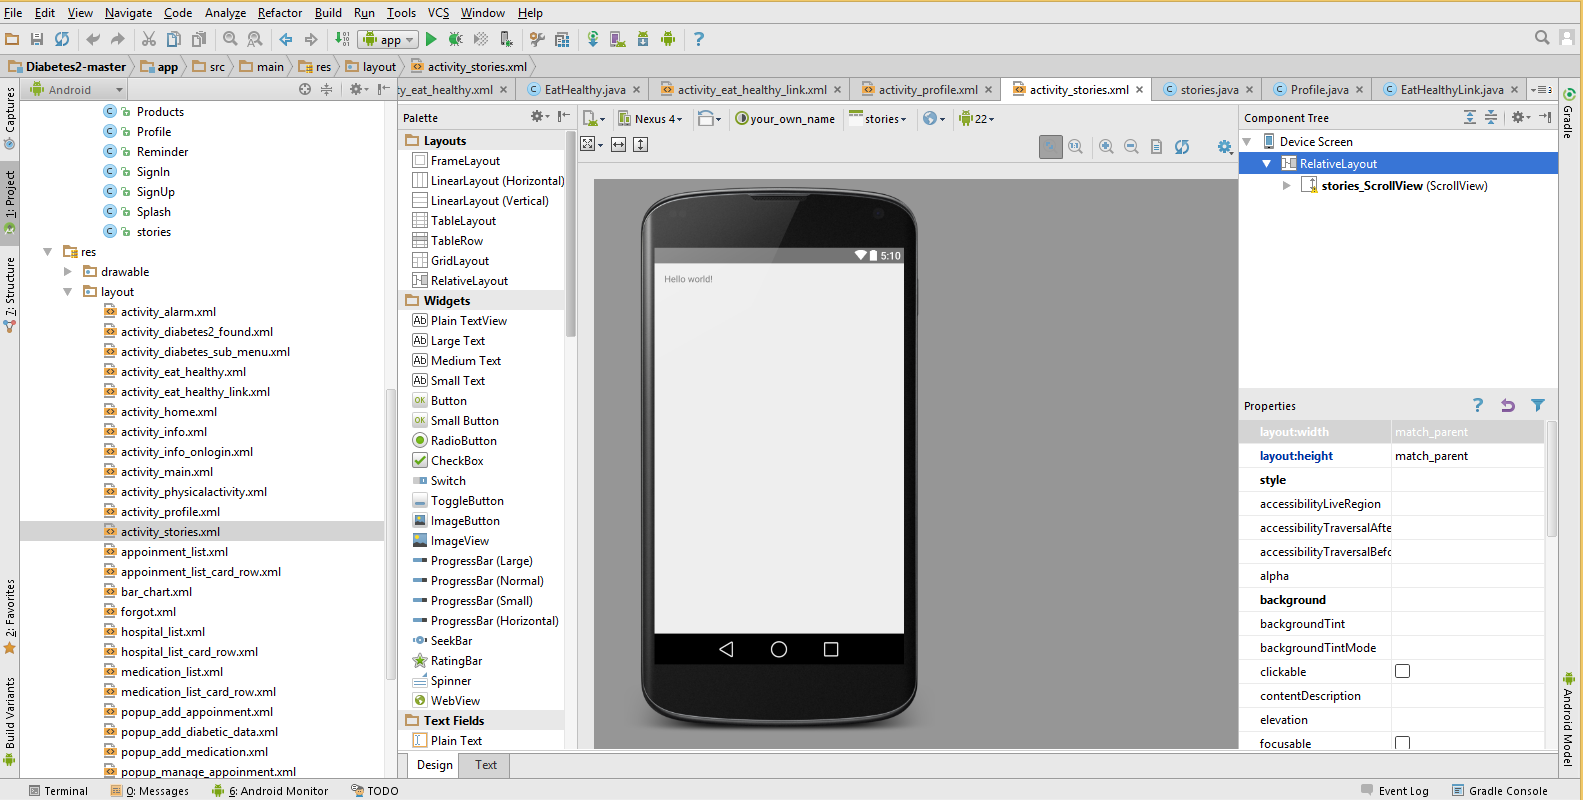 File Edit View Navigate Code Analyze Refactor Build Run Tools VCS Window Help
app
Diabetes2-master app src main res layout activity_stories.xml
Android
ty_eat_healthy.xml EatHealthy.java activity_eat_healthy_link.xml activity_profile.xml activity_stories.xml stories.java Profile.java EatHealthyLink.java
Captures
1: Project
7: Structure
2: Favorites
Build Variants
Products
Profile
Reminder
SignIn
SignUp
Splash
stories
res
drawable
layout
activity_alarm.xml
activity_diabetes2_found.xml
activity_diabetes_sub_menu.xml
activity_eat_healthy.xml
activity_eat_healthy_link.xml
activity_home.xml
activity_info.xml
activity_info_onlogin.xml
activity_main.xml
activity_physicalactivity.xml
activity_profile.xml
activity_stories.xml
appoinment_list.xml
appoinment_list_card_row.xml
bar_chart.xml
forgot.xml
hospital_list.xml
hospital_list_card_row.xml
medication_list.xml
medication_list_card_row.xml
popup_add_appoinment.xml
popup_add_diabetic_data.xml
popup_add_medication.xml
popup_manage_appoinment.xml
Palette
Layouts
FrameLayout
LinearLayout (Horizontal)
LinearLayout (Vertical)
TableLayout
TableRow
GridLayout
RelativeLayout
Widgets
Ab Plain TextView
Ab Large Text
Ab Medium Text
Ab Small Text
OK Button
OK Small Button
RadioButton
CheckBox
Switch
ToggleButton
ImageButton
ImageView
ProgressBar (Large)
ProgressBar (Normal)
ProgressBar (Small)
ProgressBar (Horizontal)
SeekBar
RatingBar
Spinner
WebView
Text Fields
Plain Text
Design Text
Nexus 4 your_own_name stories 22
5:10
Hello world!
Component Tree
Device Screen
RelativeLayout
stories_ScrollView (ScrollView)
Properties
layout:width match_parent
layout:height match_parent
style
accessibilityLiveRegion
accessibilityTraversalAfte
accessibilityTraversalBefo
alpha
background
backgroundTint
backgroundTintMode
clickable
contentDescription
elevation
focusable
Gradle
Android Model
Terminal 0: Messages 6: Android Monitor TODO Event Log Gradle Console